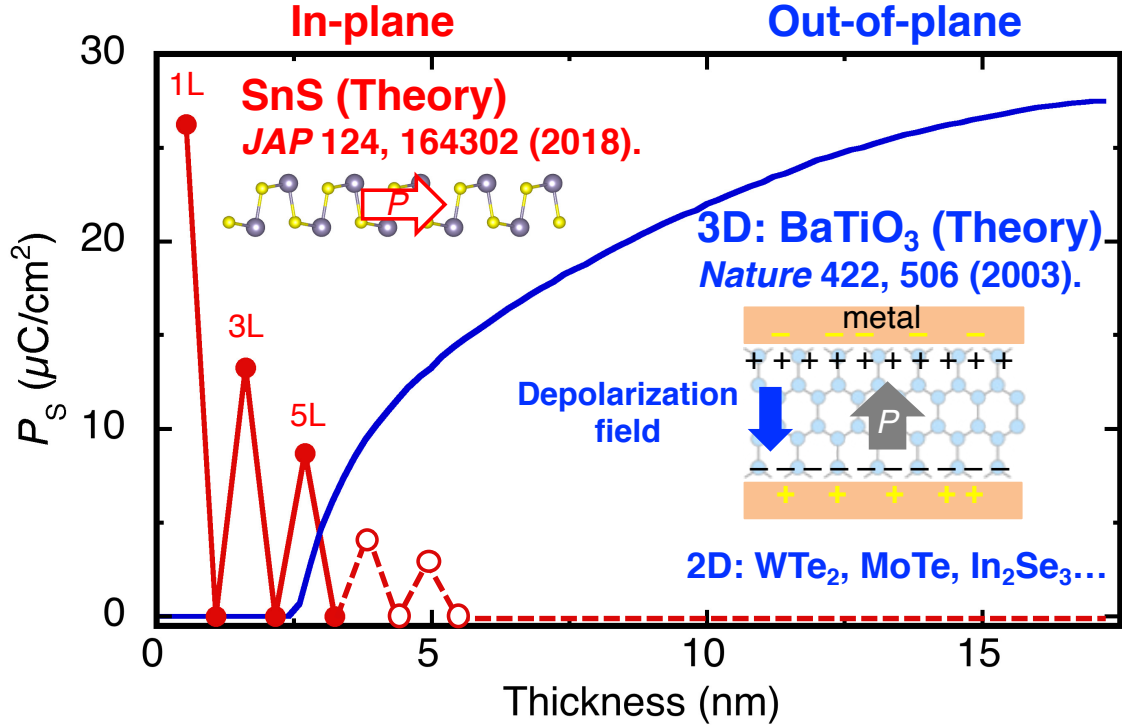 In-plane
Out-of-plane
30
20
10
0
P_S (μC/cm²)
1L
3L
5L
SnS (Theory)
JAP 124, 164302 (2018).
P
3D: BaTiO₃ (Theory)
Nature 422, 506 (2003).
metal
− − − − −
+ + + + + + + + + +
Depolarization
field
P
+ + + + +
2D: WTe₂, MoTe, In₂Se₃...
0
5
10
15
Thickness (nm)